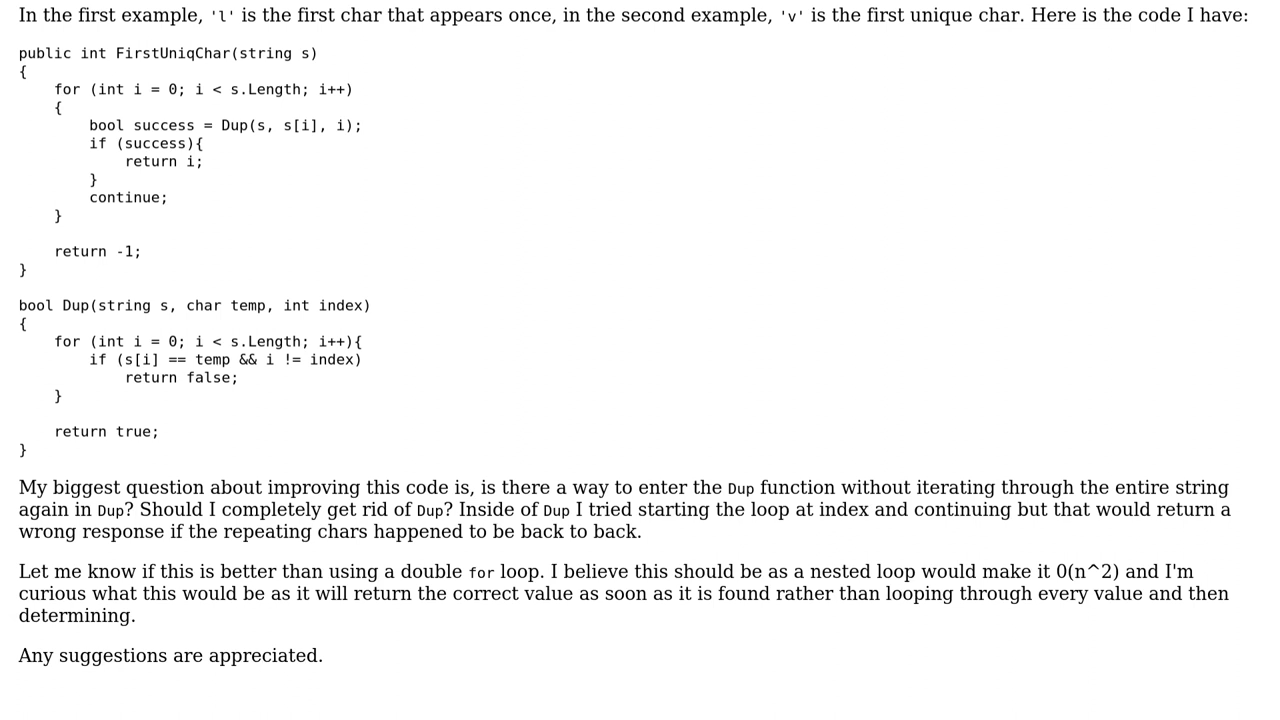 In the first example, 'l' is the first char that appears once, in the second example, 'v' is the first unique char. Here is the code I have:
public int FirstUniqChar(string s)
{
    for (int i = 0; i < s.Length; i++)
    {
        bool success = Dup(s, s[i], i);
        if (success){
            return i;
        }
        continue;
    }

    return -1;
}

bool Dup(string s, char temp, int index)
{
    for (int i = 0; i < s.Length; i++){
        if (s[i] == temp && i != index)
            return false;
    }

    return true;
}
My biggest question about improving this code is, is there a way to enter the Dup function without iterating through the entire string
again in Dup? Should I completely get rid of Dup? Inside of Dup I tried starting the loop at index and continuing but that would return a
wrong response if the repeating chars happened to be back to back.
Let me know if this is better than using a double for loop. I believe this should be as a nested loop would make it 0(n^2) and I'm
curious what this would be as it will return the correct value as soon as it is found rather than looping through every value and then
determining.
Any suggestions are appreciated.